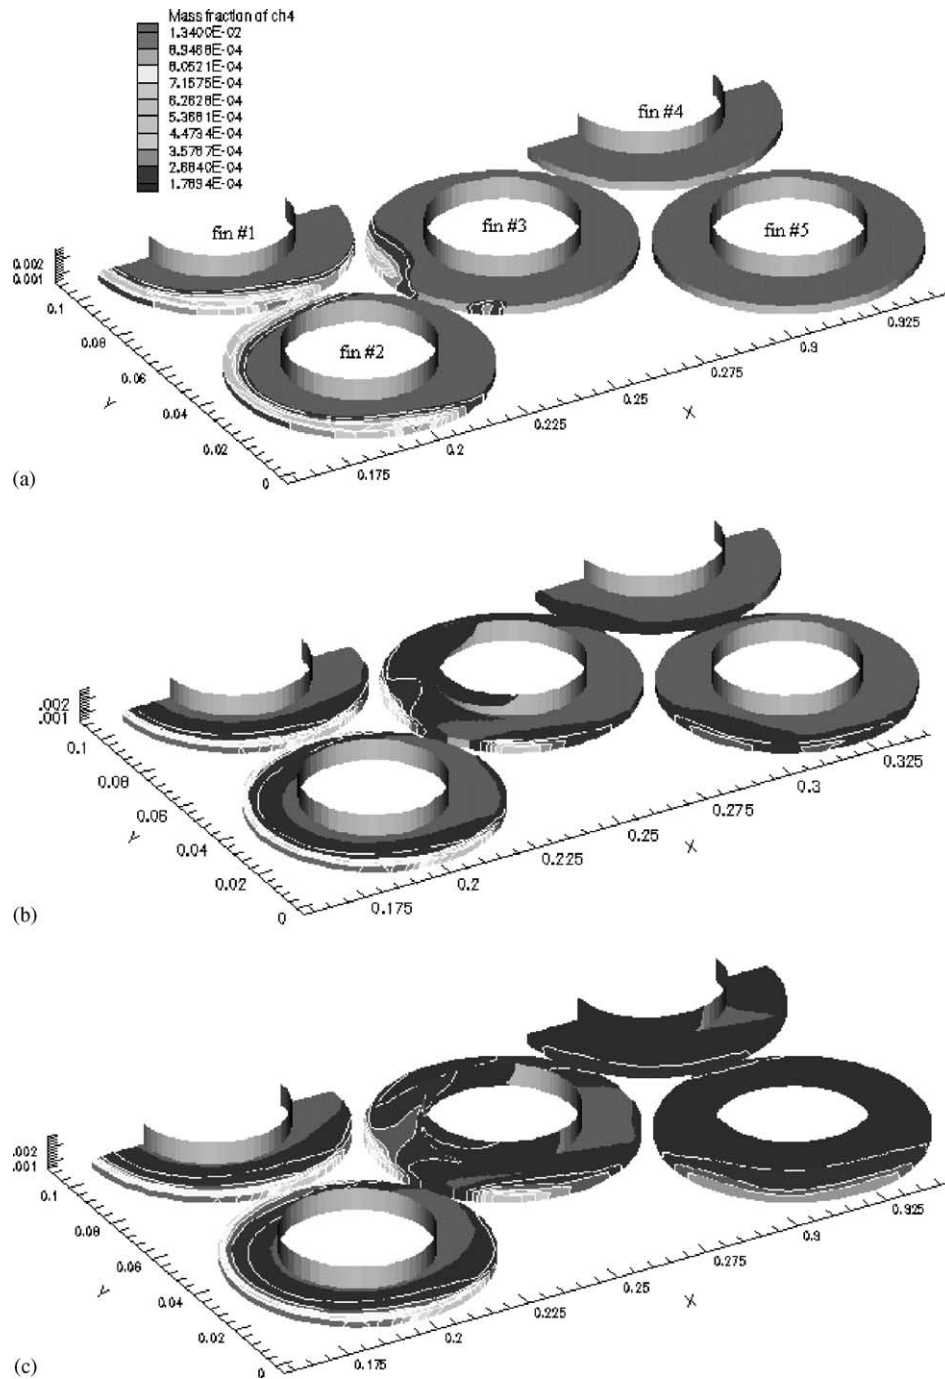 Mass fraction of ch4
1.3400E-02
8.9468E-04
8.0521E-04
7.1575E-04
6.2628E-04
5.3681E-04
4.4734E-04
3.5787E-04
2.6840E-04
1.7894E-04
fin #4
fin #1
fin #3
fin #5
fin #2
0.002
0.001
0.1
0.08
0.06
0.04
0.02
0
Y
0.175
0.2
0.225
0.25
0.275
0.3
0.325
X
(a)
.002
.001
0.1
0.08
0.06
0.04
0.02
0
Y
0.175
0.2
0.225
0.25
0.275
0.3
0.325
X
(b)
.002
.001
0.1
0.08
0.06
0.04
0.02
0
Y
0.175
0.2
0.225
0.25
0.275
0.3
0.325
X
(c)